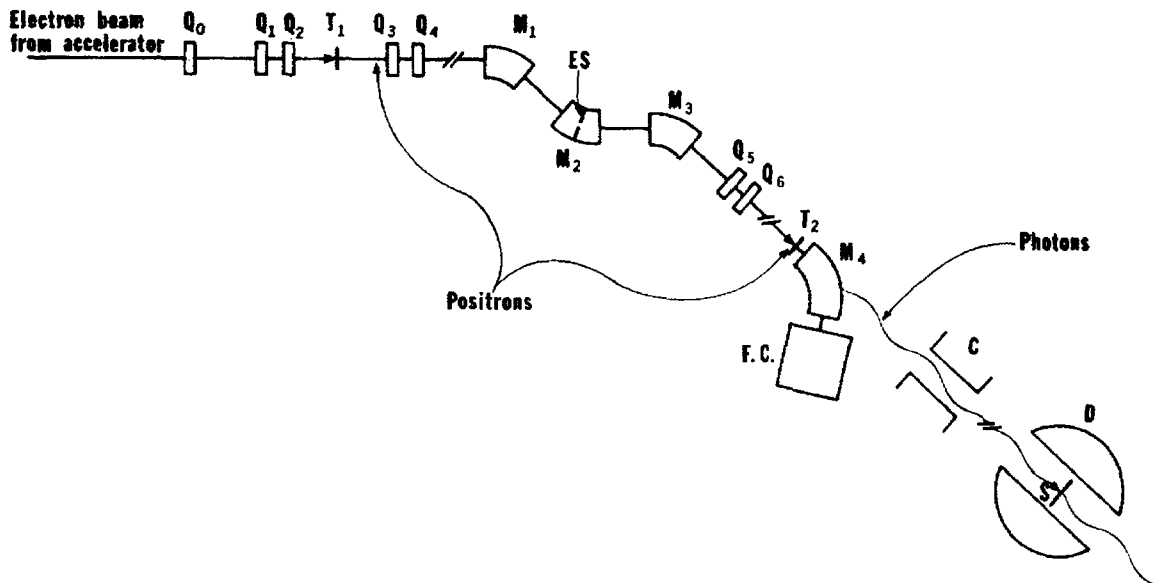 Electron beam
from accelerator
Q₀
Q₁
Q₂
T₁
Q₃
Q₄
M₁
ES
M₂
M₃
Q₅
Q₆
T₂
M₄
Photons
Positrons
F.C.
C
D
S